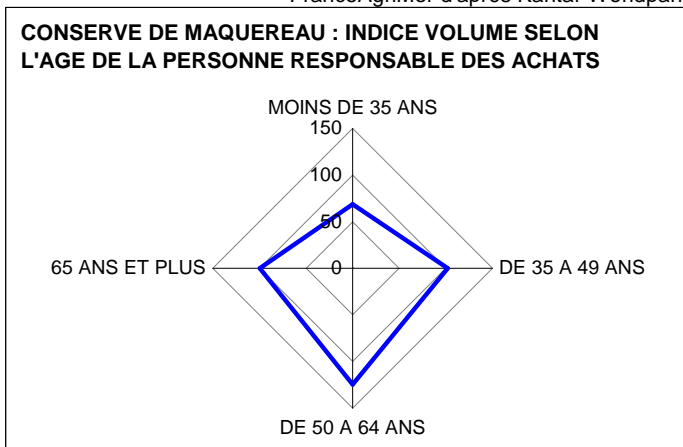 CONSERVE DE MAQUEREAU : INDICE VOLUME SELON
L'AGE DE LA PERSONNE RESPONSABLE DES ACHATS
MOINS DE 35 ANS
150
100
50
65 ANS ET PLUS
0
DE 35 A 49 ANS
DE 50 A 64 ANS